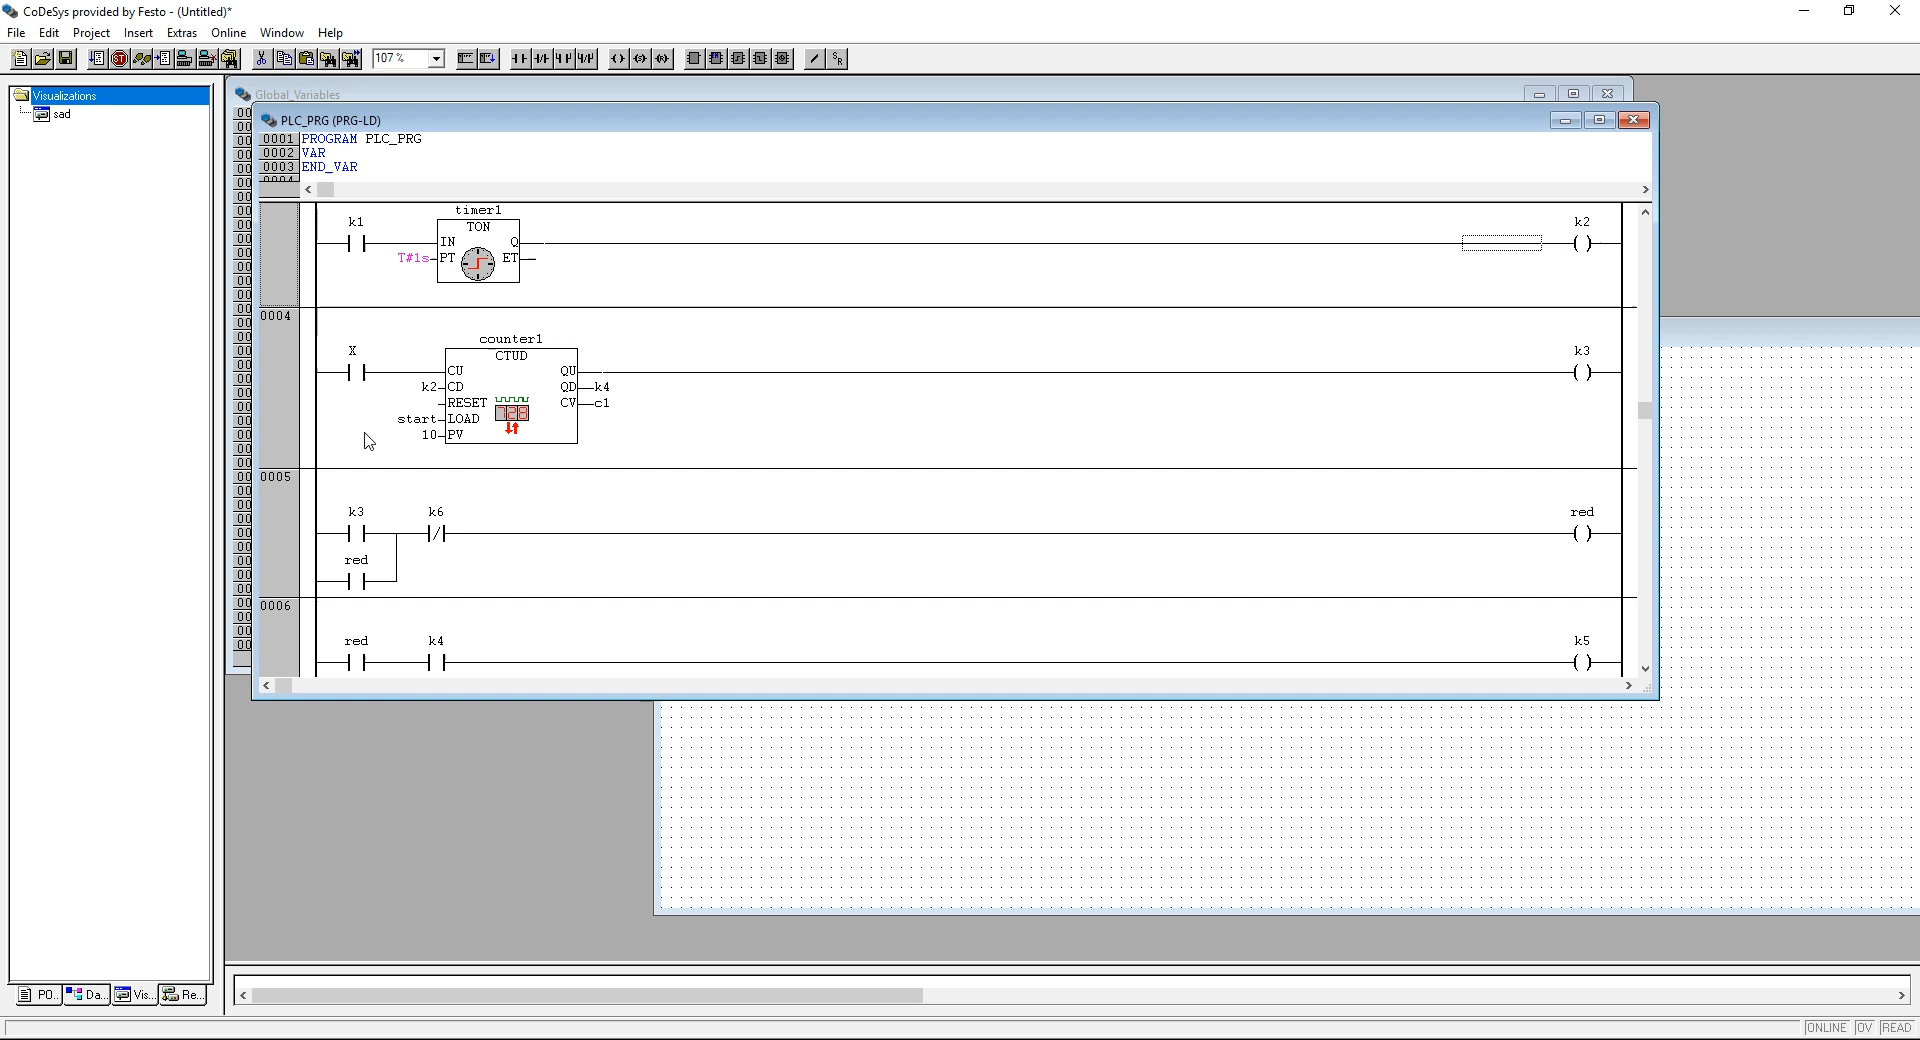 CoDeSys provided by Festo - (Untitled)*
File Edit Project Insert Extras Online Window Help
107 %
Visualizations
sad
Global_Variables
PLC_PRG (PRG-LD)
0001 PROGRAM PLC_PRG
0002 VAR
0003 END_VAR
0004
timer1
k1 TON k2
IN Q
T#1s PT ET
0004
counter1
X CTUD k3
CU QU
k2 CD QD k4
RESET CV c1
start LOAD
10 PV
0005
k3 k6 red
red
0006
red k4 k5
PO... Da... Vis... Re...
ONLINE OV READ